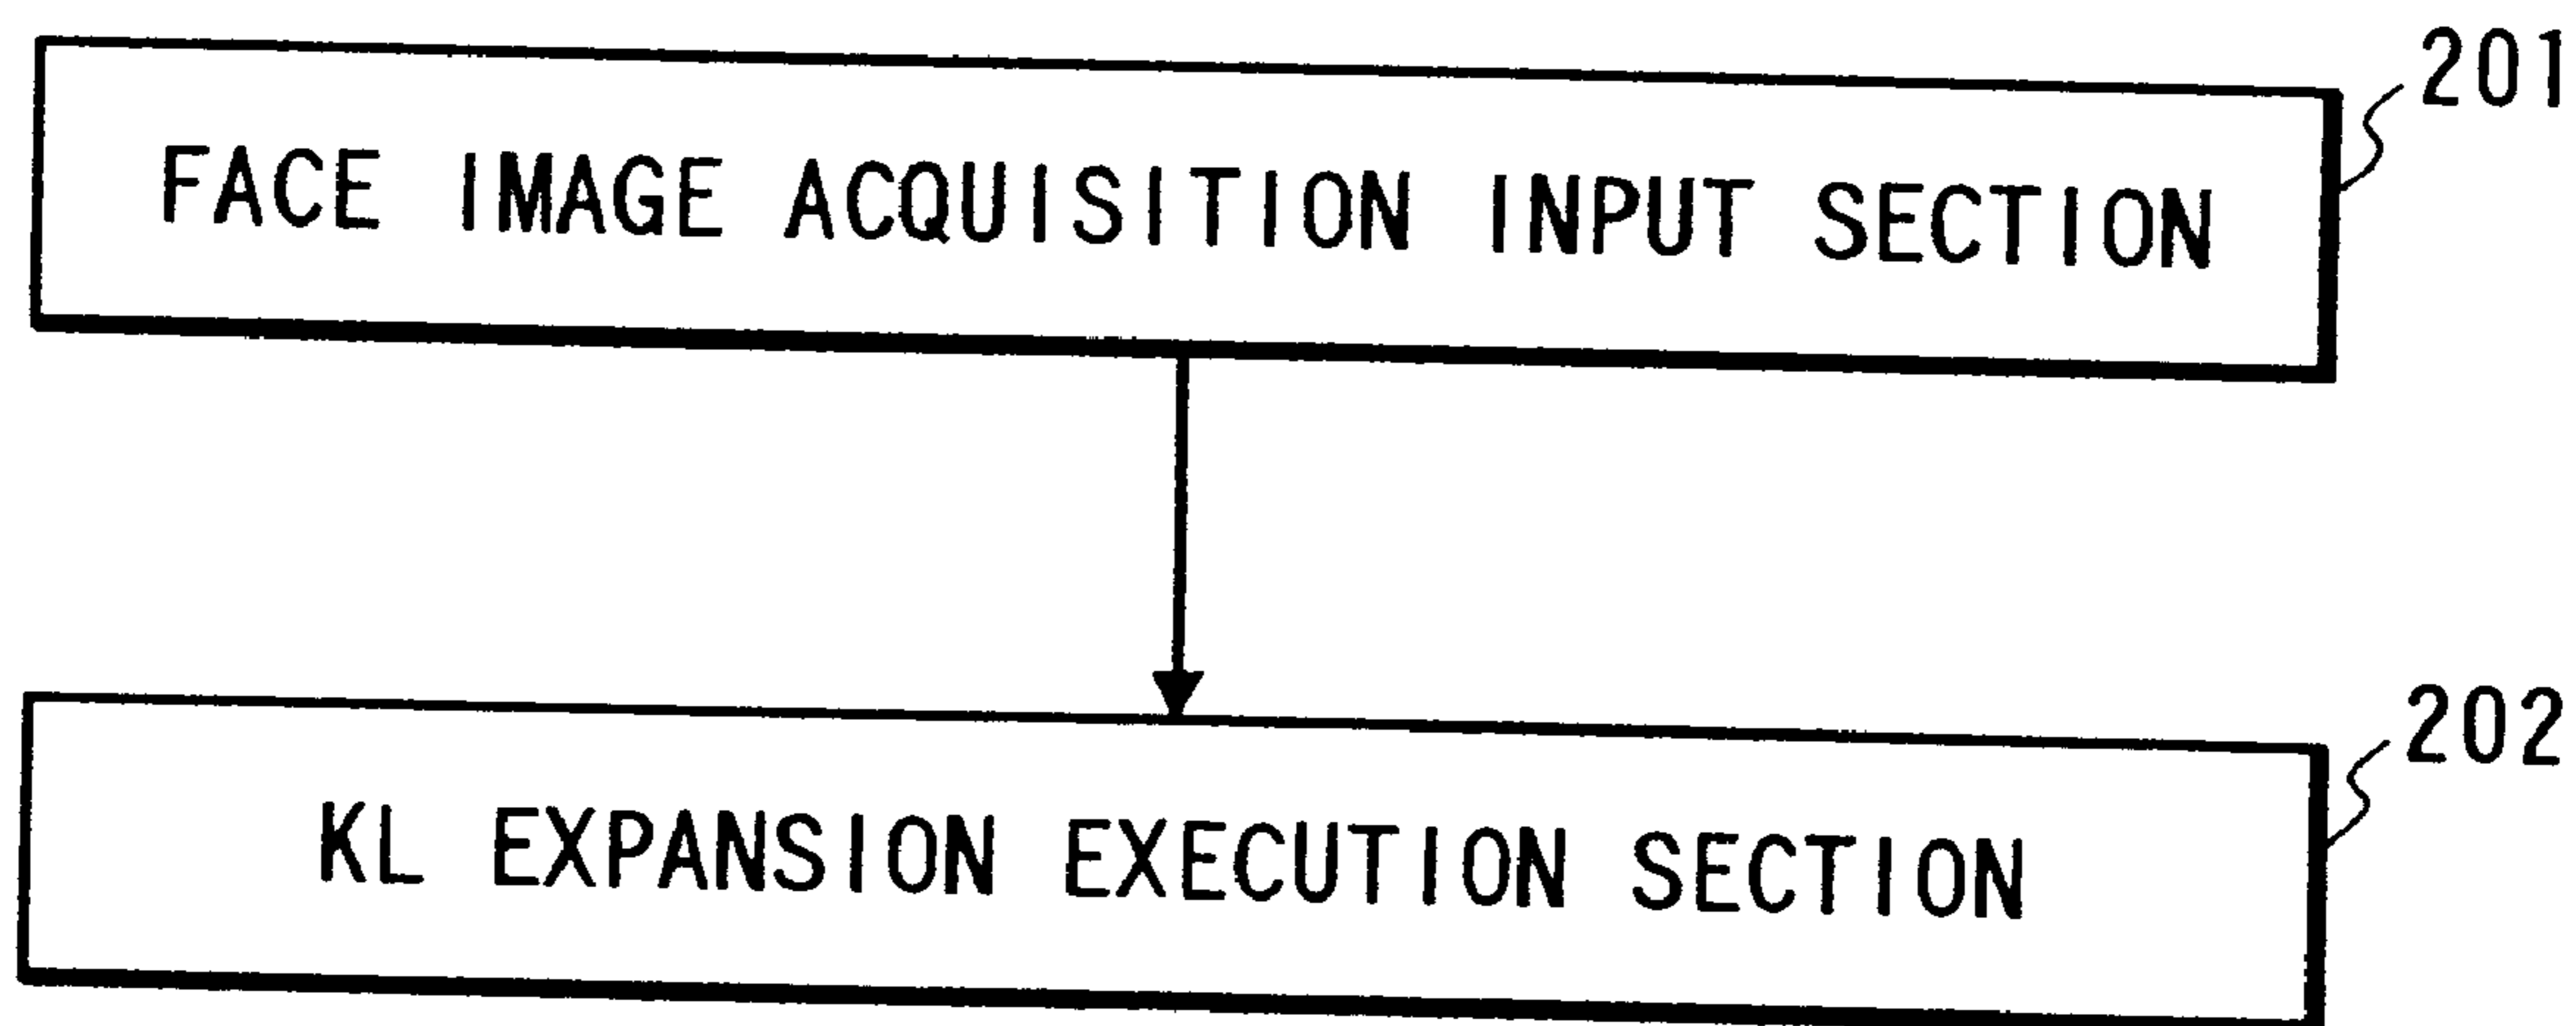 201
FACE IMAGE ACQUISITION INPUT SECTION
202
KL EXPANSION EXECUTION SECTION